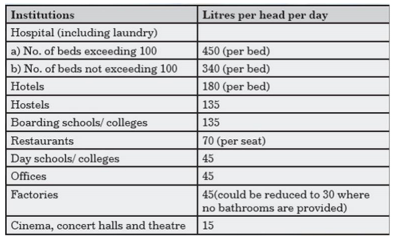 Institutions Litres per head per day
Hospital (including laundry)
a) No. of beds exceeding 100 450 (per bed)
b) No. of beds not exceeding 100 340 (per bed)
Hotels 180 (per bed)
Hostels 135
Boarding schools/ colleges 135
Restaurants 70 (per seat)
Day schools/ colleges 45
Offices 45
Factories 45(could be reduced to 30 where
no bathrooms are provided)
Cinema, concert halls and theatre 15